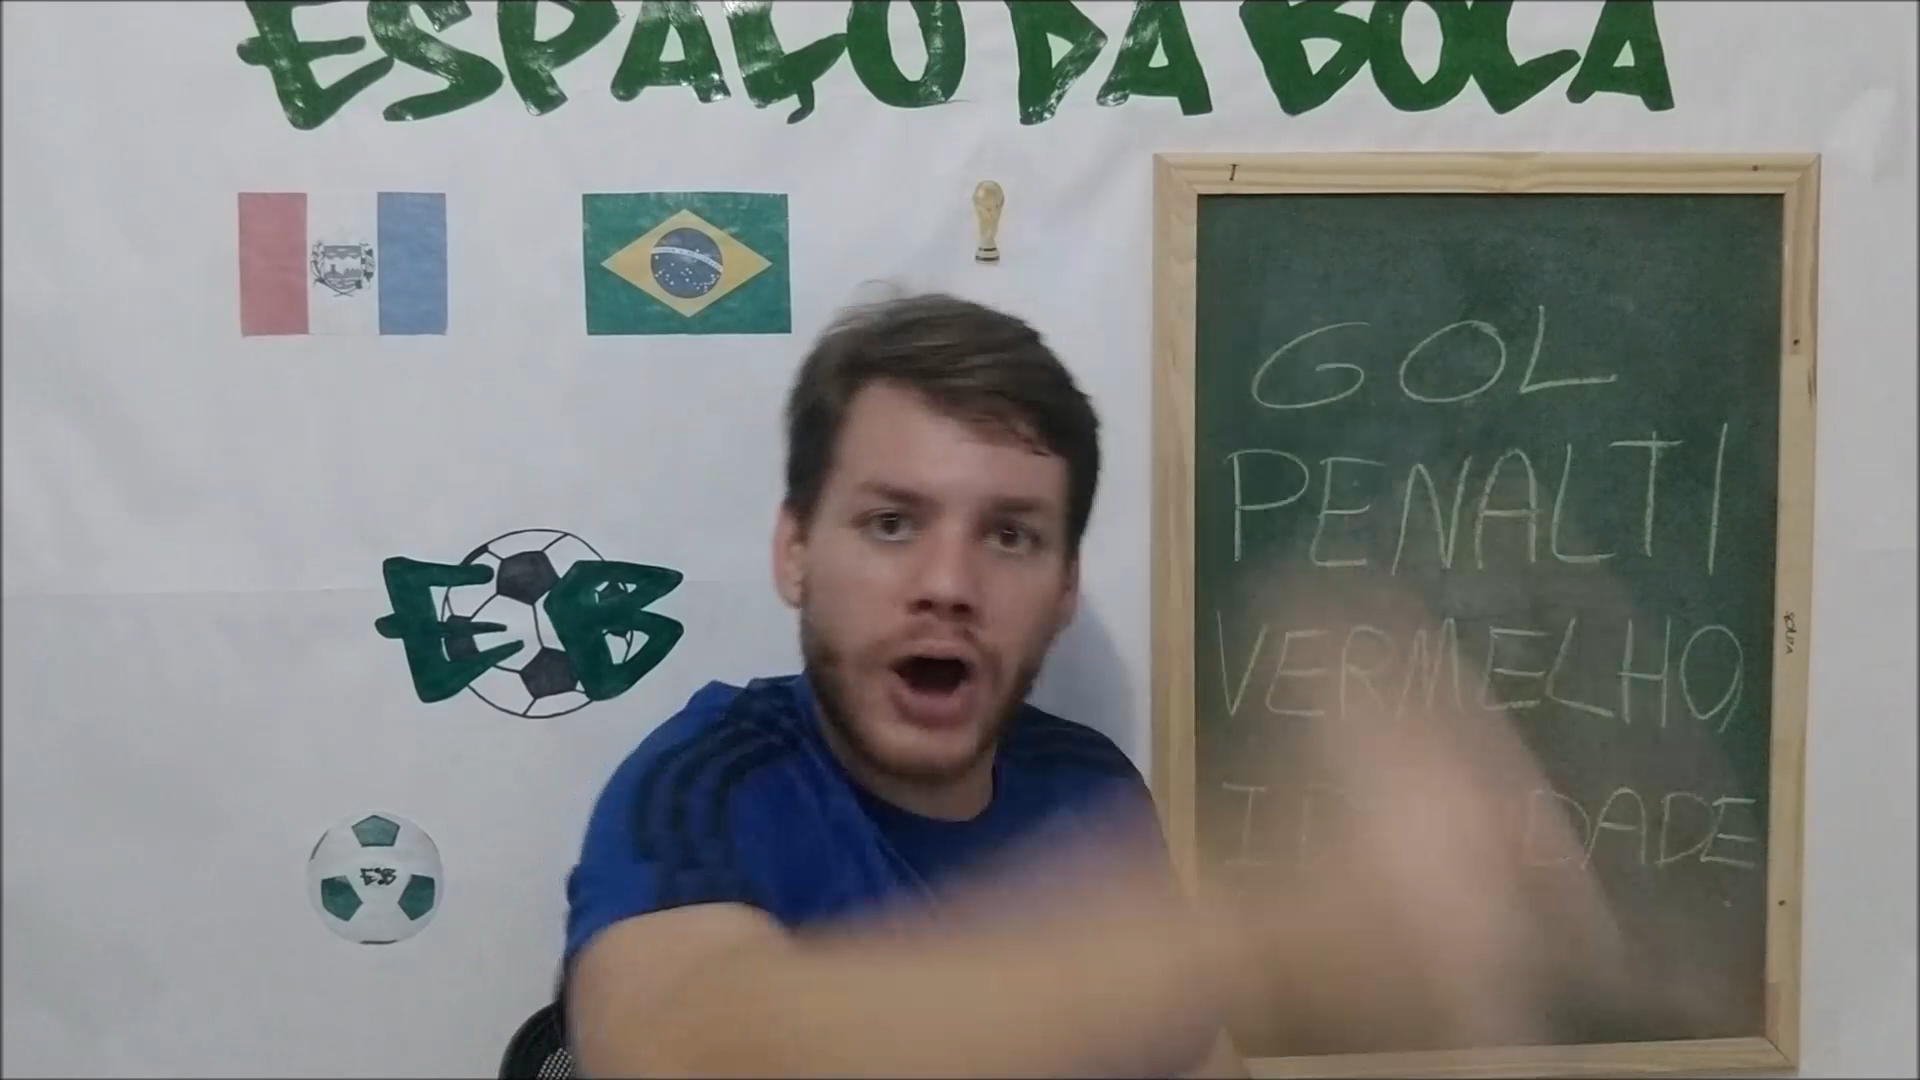 ESPAÇO DA BOLA
GOL
PENALTI
VERMELHO
EB
EB